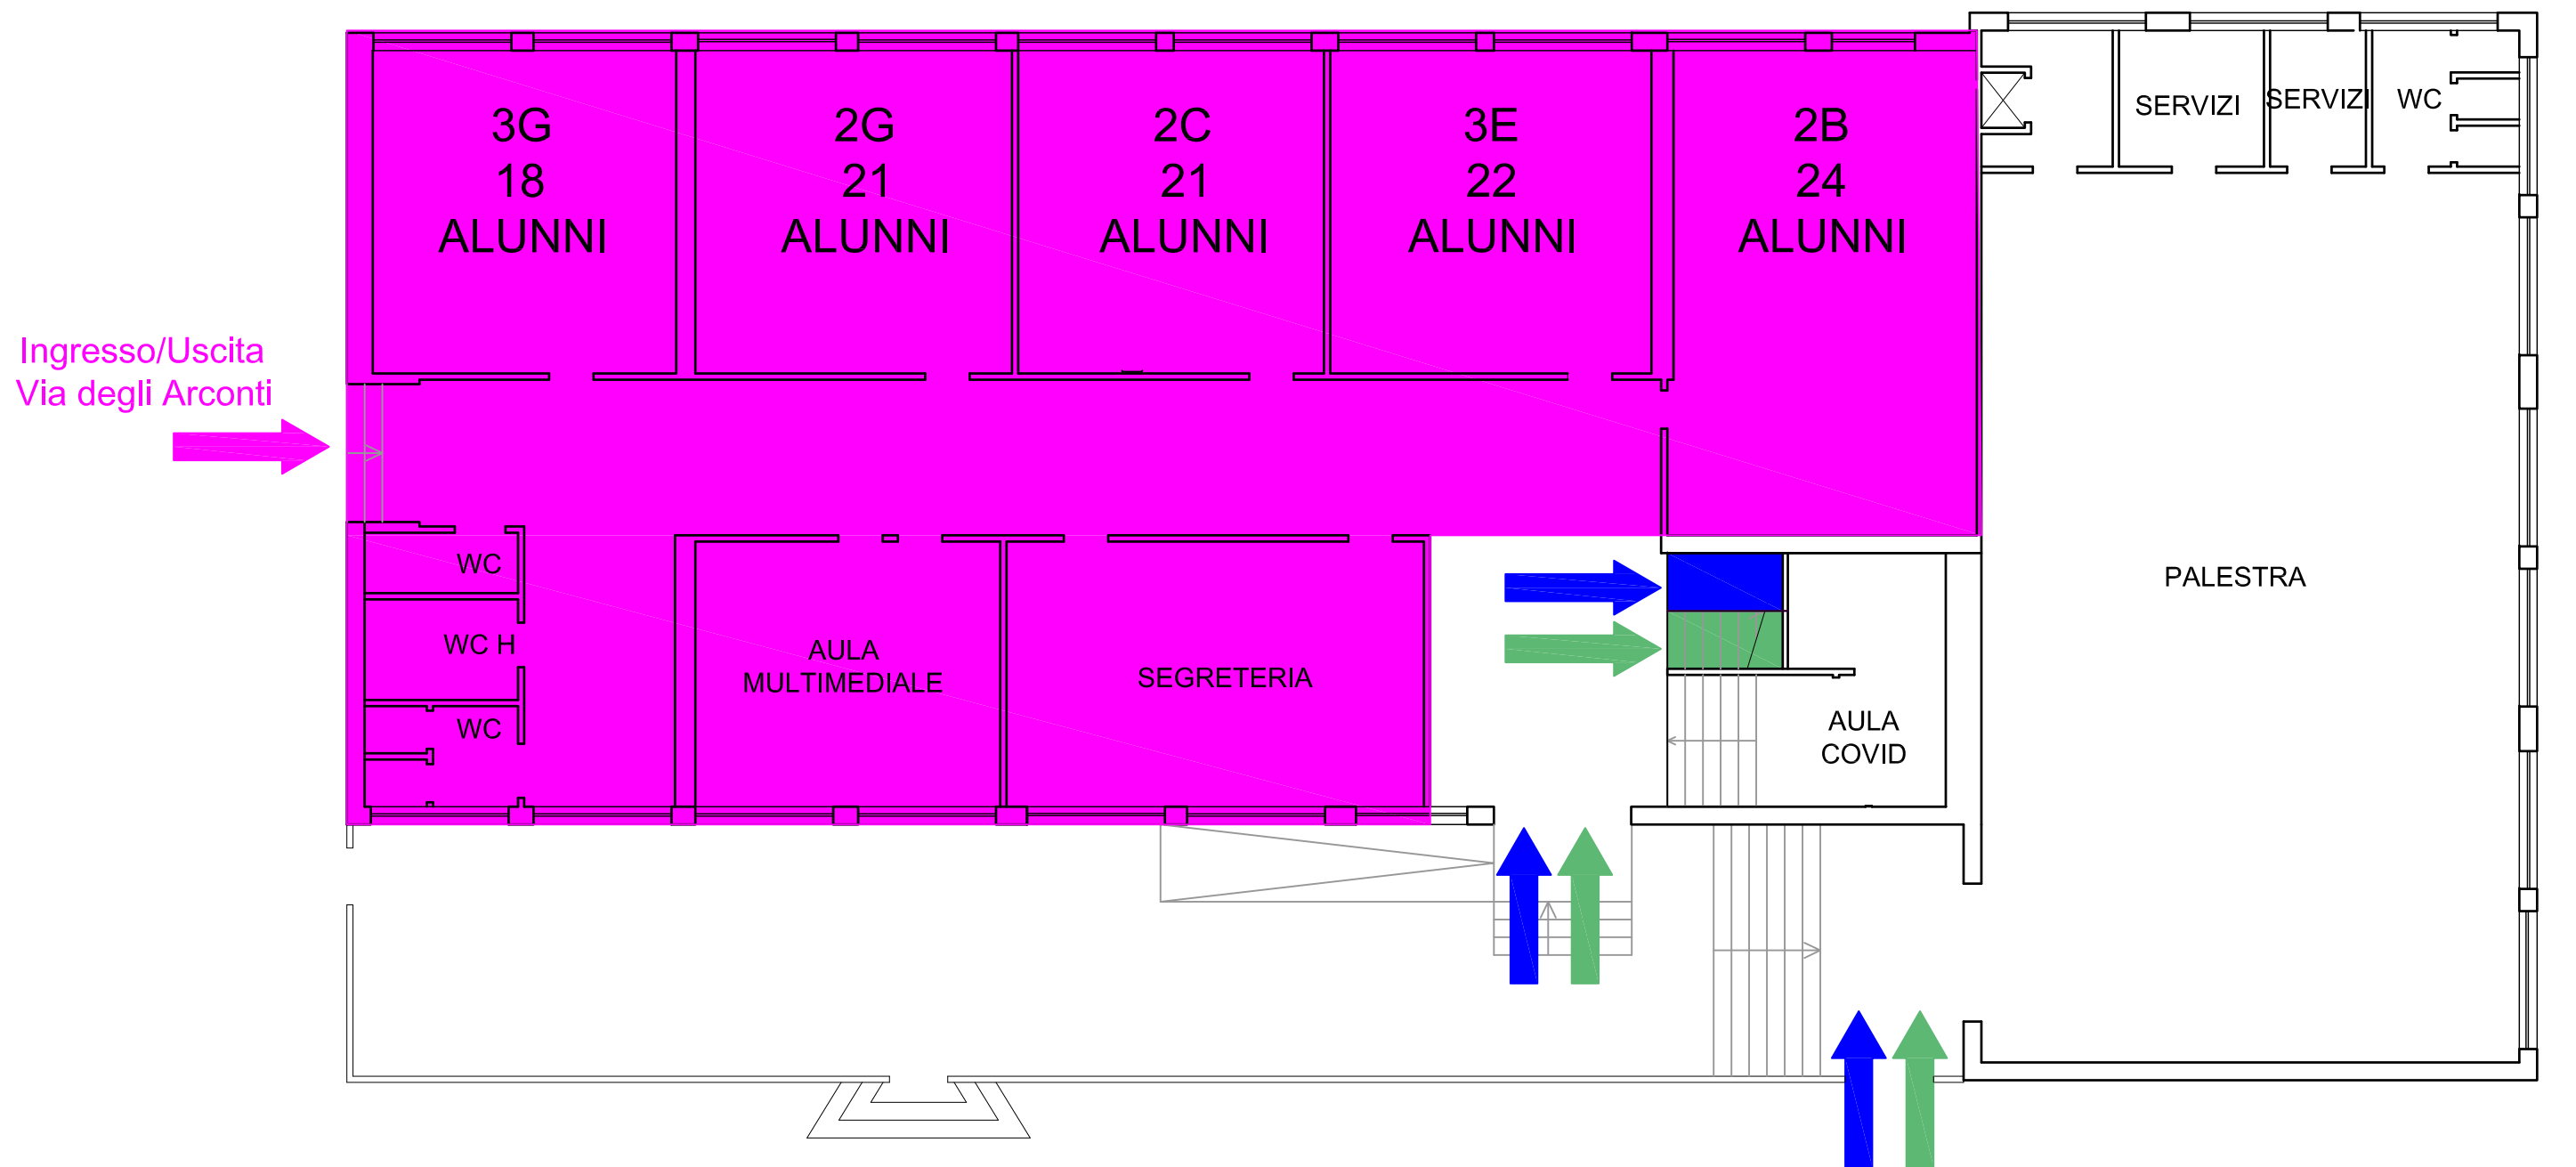 3G
18
ALUNNI
2G
21
ALUNNI
2C
21
ALUNNI
3E
22
ALUNNI
2B
24
ALUNNI
SERVIZI
SERVIZI
WC
Ingresso/Uscita
Via degli Arconti
WC
WC H
WC
AULA
MULTIMEDIALE
SEGRETERIA
AULA
COVID
PALESTRA